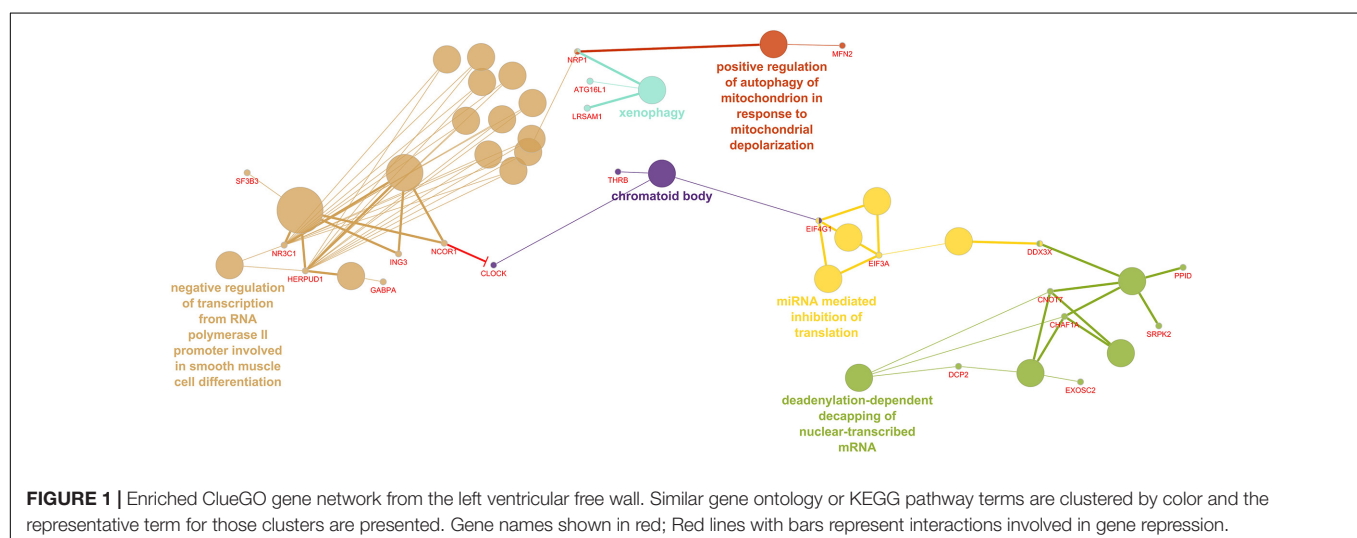 NRP1
MFN2
positive regulation
of autophagy of
mitochondrion in
response to
mitochondrial
depolarization
ATG16L1
LRSAM1
xenophagy
SF3B3
THRB
chromatoid body
NR3C1
ING3
NCOR1
CLOCK
HERPUD1
GABPA
negative regulation
of transcription
from RNA
polymerase II
promoter involved
in smooth muscle
cell differentiation
EIF4G1
EIF3A
DDX3X
PPID
miRNA mediated
inhibition of
translation
CNOT7
CHAF1A
SRPK2
DCP2
EXOSC2
deadenylation-dependent
decapping of
nuclear-transcribed
mRNA
FIGURE 1 | Enriched ClueGO gene network from the left ventricular free wall. Similar gene ontology or KEGG pathway terms are clustered by color and the
representative term for those clusters are presented. Gene names shown in red; Red lines with bars represent interactions involved in gene repression.